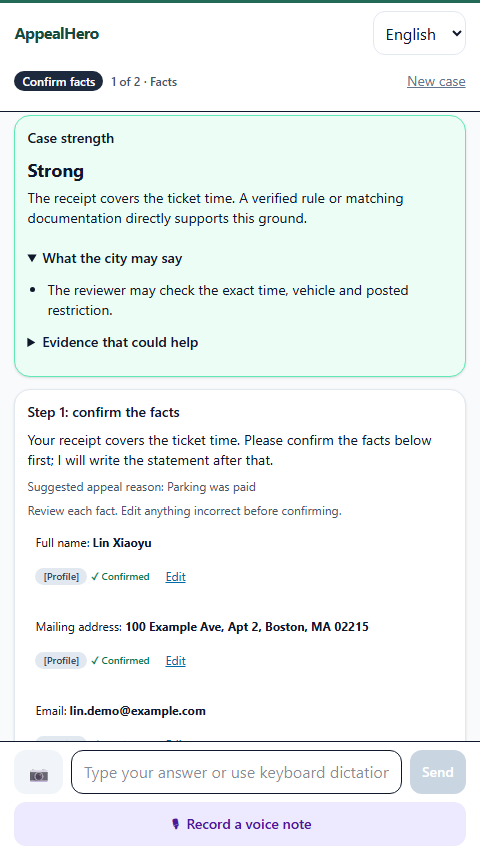 AppealHero
English
Confirm facts 1 of 2 · Facts
New case
Case strength
Strong
The receipt covers the ticket time. A verified rule or matching
documentation directly supports this ground.
▼ What the city may say
• The reviewer may check the exact time, vehicle and posted
restriction.
▶ Evidence that could help
Step 1: confirm the facts
Your receipt covers the ticket time. Please confirm the facts below
first; I will write the statement after that.
Suggested appeal reason: Parking was paid
Review each fact. Edit anything incorrect before confirming.
Full name: Lin Xiaoyu
[Profile] ✓ Confirmed Edit
Mailing address: 100 Example Ave, Apt 2, Boston, MA 02215
[Profile] ✓ Confirmed Edit
Email: lin.demo@example.com
Type your answer or use keyboard dictation
Send
Record a voice note